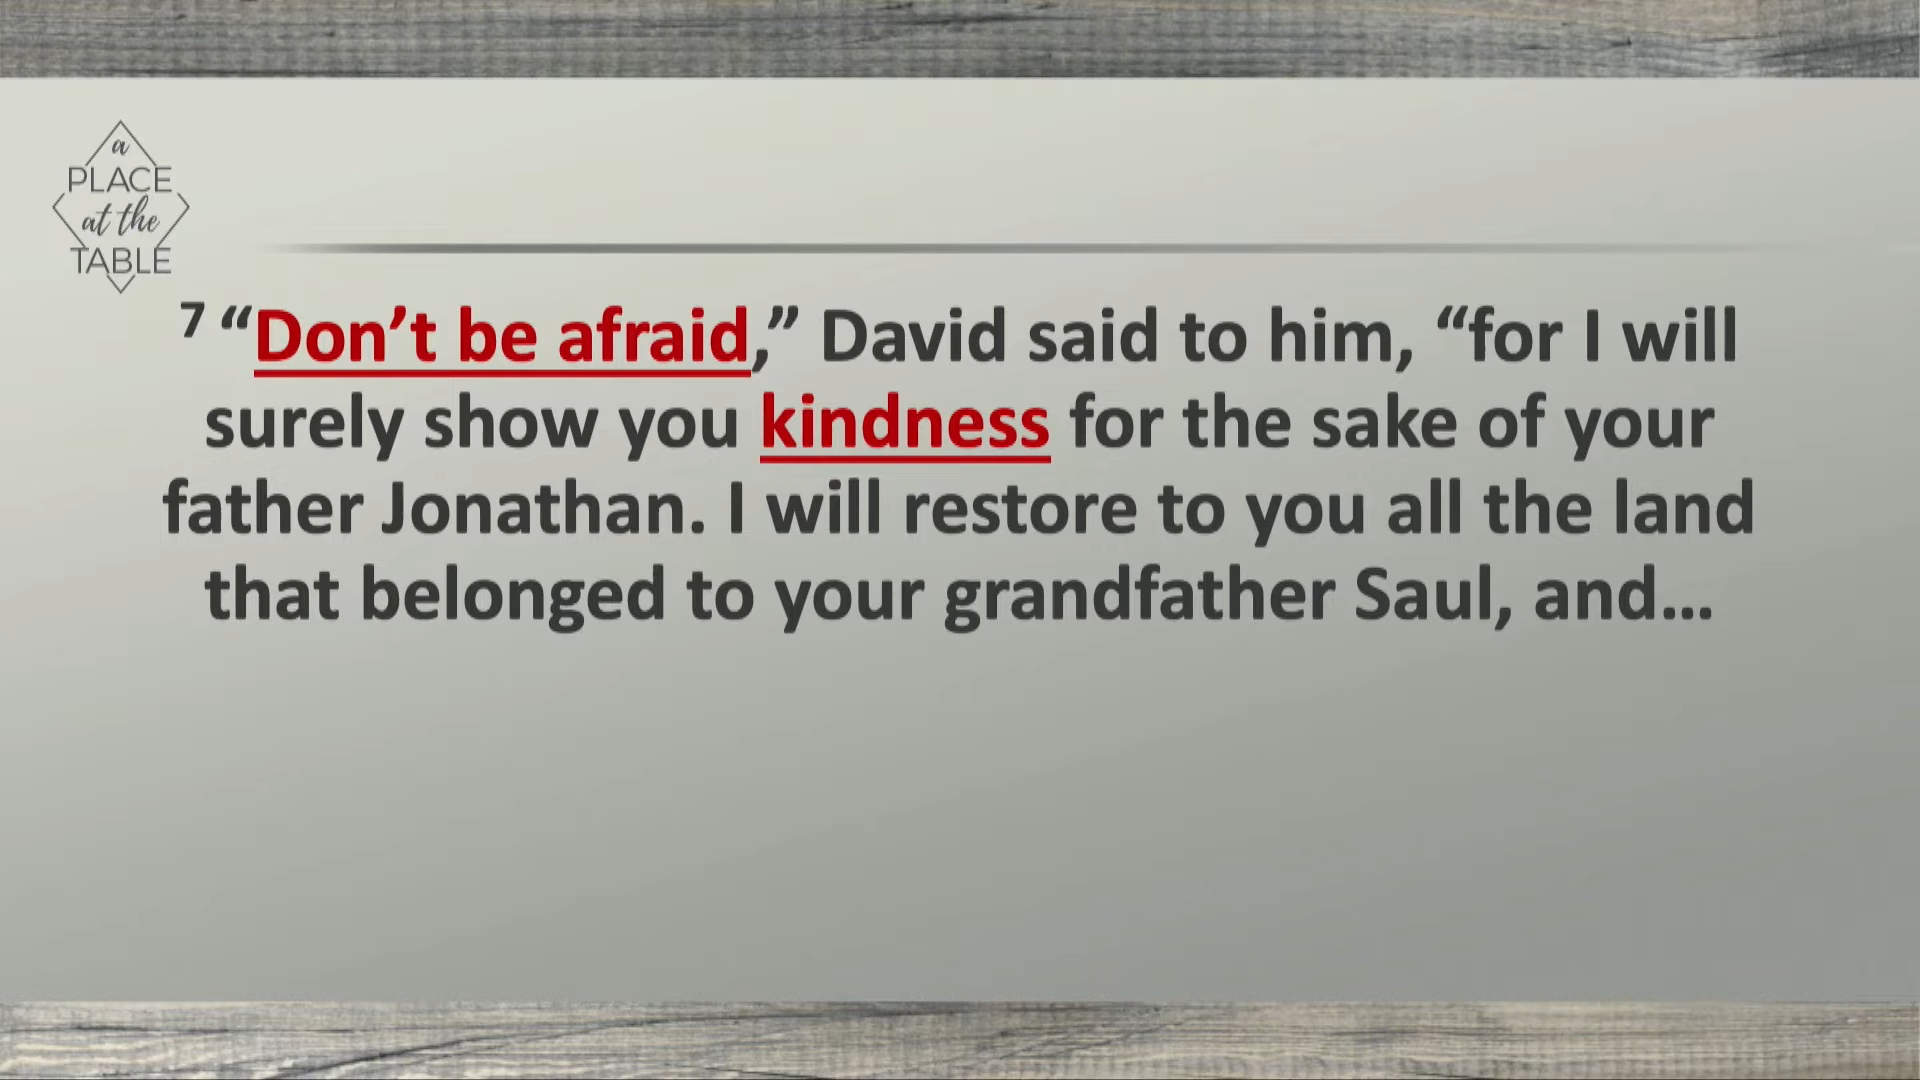 a
PLACE
at the
TABLE
7 “Don’t be afraid,” David said to him, “for I will
surely show you kindness for the sake of your
father Jonathan. I will restore to you all the land
that belonged to your grandfather Saul, and...